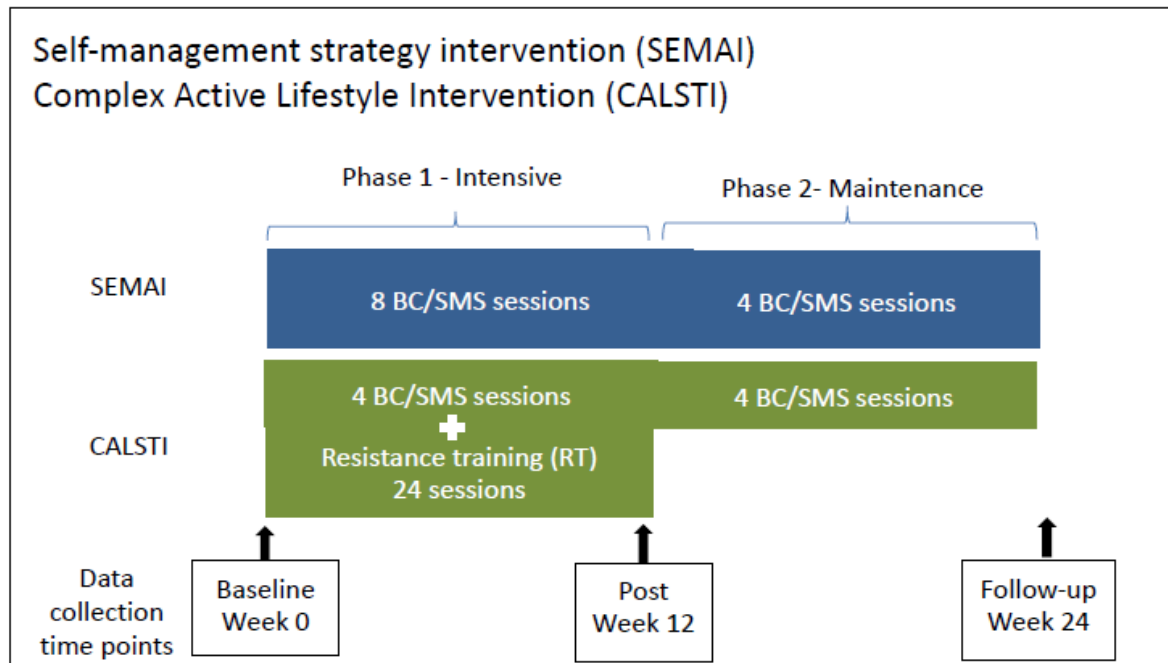 Self-management strategy intervention (SEMAI)
Complex Active Lifestyle Intervention (CALSTI)
Phase 1 - Intensive
Phase 2- Maintenance
SEMAI
8 BC/SMS sessions
4 BC/SMS sessions
4 BC/SMS sessions
4 BC/SMS sessions
CALSTI
Resistance training (RT)
24 sessions
Data
collection
time points
Baseline
Week 0
Post
Week 12
Follow-up
Week 24